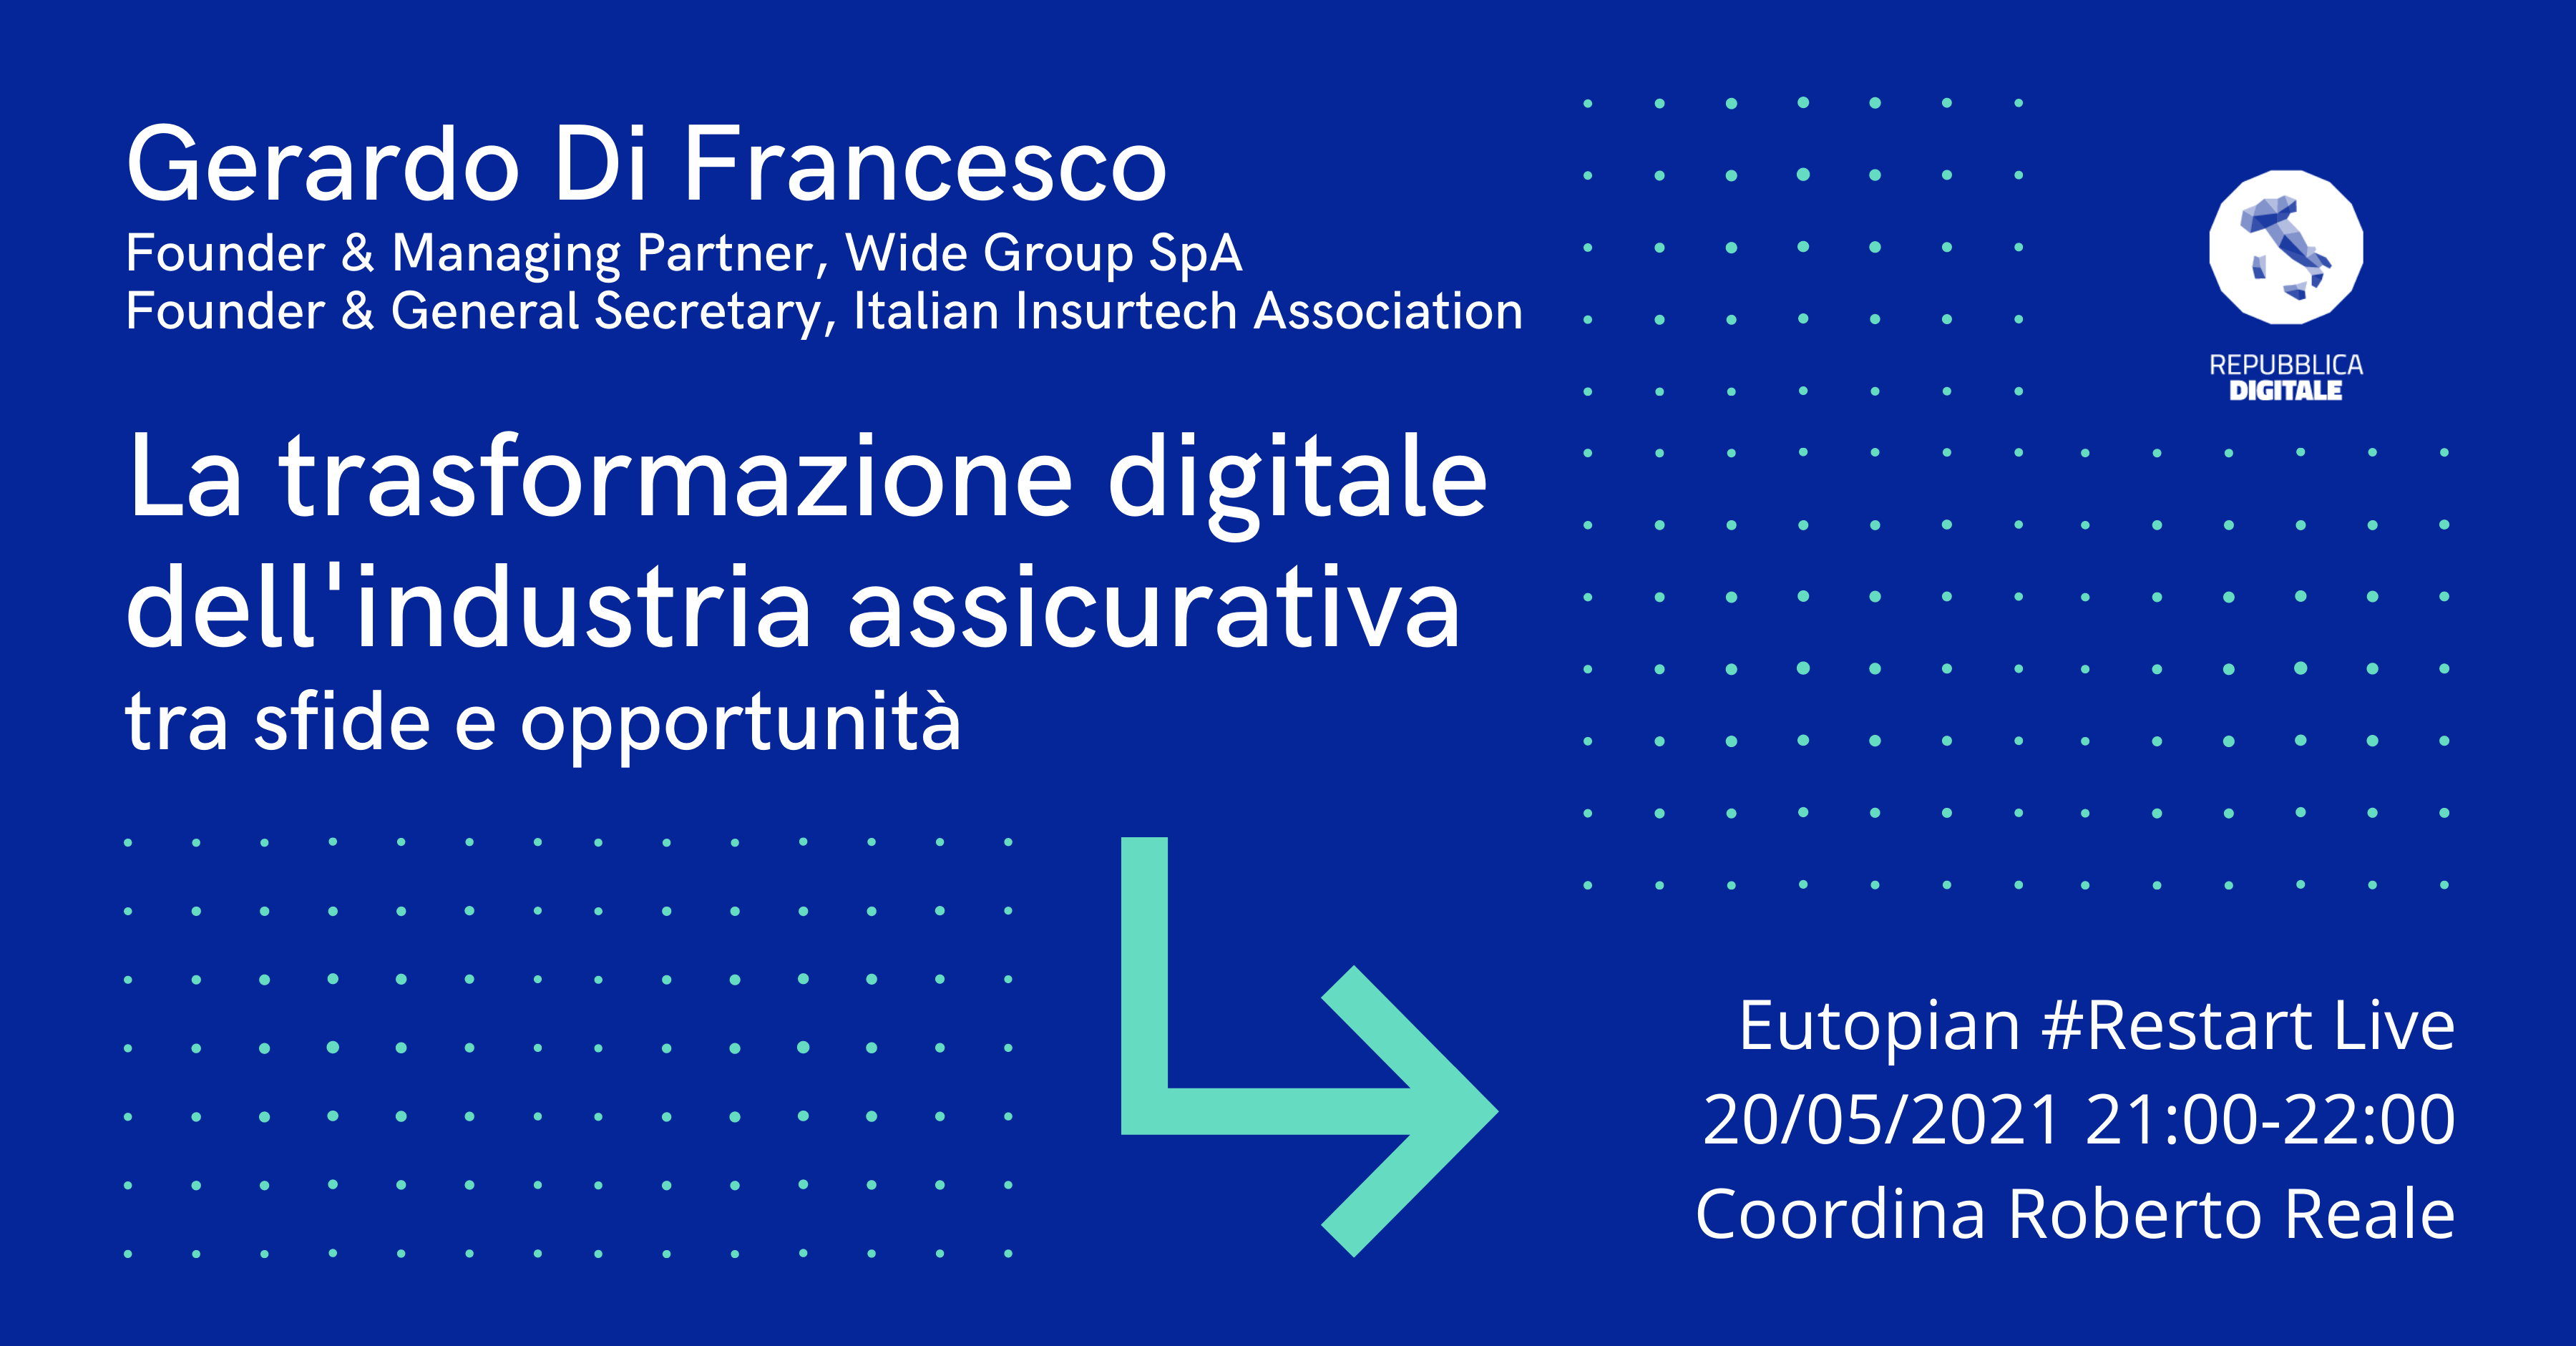 Gerardo Di Francesco
Founder & Managing Partner, Wide Group SpA
Founder & General Secretary, Italian Insurtech Association
REPUBBLICA
DIGITALE
La trasformazione digitale
dell'industria assicurativa
tra sfide e opportunità
Eutopian #Restart Live
20/05/2021 21:00-22:00
Coordina Roberto Reale